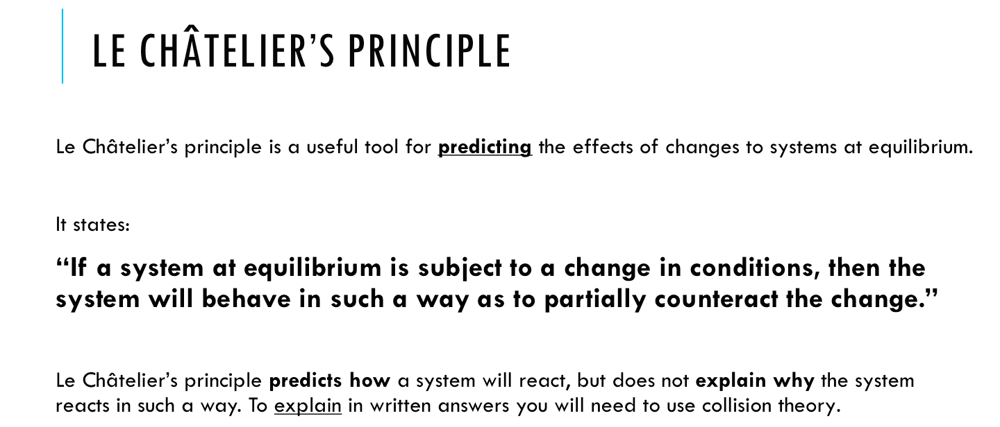 LE CHÂTELIER’S PRINCIPLE
Le Châtelier’s principle is a useful tool for predicting the effects of changes to systems at equilibrium.
It states:
“If a system at equilibrium is subject to a change in conditions, then the
system will behave in such a way as to partially counteract the change.”
Le Châtelier’s principle predicts how a system will react, but does not explain why the system
reacts in such a way. To explain in written answers you will need to use collision theory.